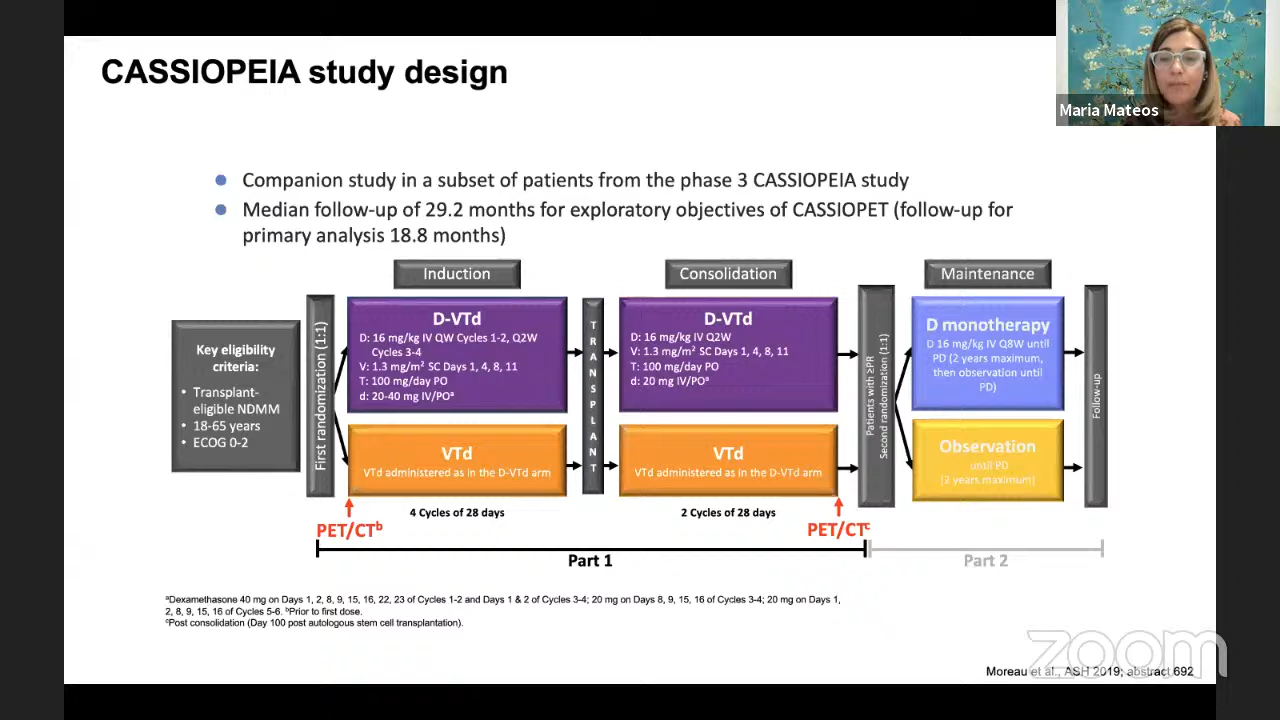 CASSIOPEIA study design
Maria Mateos
Companion study in a subset of patients from the phase 3 CASSIOPEIA study
Median follow-up of 29.2 months for exploratory objectives of CASSIOPET (follow-up for
primary analysis 18.8 months)
Induction
Consolidation
Maintenance
Key eligibility
criteria:
• Transplant-
eligible NDMM
• 18-65 years
• ECOG 0-2
First randomization (1:1)
D-VTd
D: 16 mg/kg IV QW Cycles 1-2, Q2W
Cycles 3-4
V: 1.3 mg/m² SC Days 1, 4, 8, 11
T: 100 mg/day PO
d: 20-40 mg IV/POᵃ
VTd
VTd administered as in the D-VTd arm
TRANSPLANT
D-VTd
D: 16 mg/kg IV Q2W
V: 1.3 mg/m² SC Days 1, 4, 8, 11
T: 100 mg/day PO
d: 20 mg IV/POᵃ
VTd
VTd administered as in the D-VTd arm
Patients with ≥PR
Second randomization (1:1)
D monotherapy
D 16 mg/kg IV Q8W until
PD (2 years maximum,
then observation until
PD)
Observation
until PD
(2 years maximum)
Follow-up
4 Cycles of 28 days
2 Cycles of 28 days
PET/CTᵇ
PET/CTᶜ
Part 1
Part 2
ᵃDexamethasone 40 mg on Days 1, 2, 8, 9, 15, 16, 22, 23 of Cycles 1-2 and Days 1 & 2 of Cycles 3-4; 20 mg on Days 8, 9, 15, 16 of Cycles 3-4; 20 mg on Days 1,
2, 8, 9, 15, 16 of Cycles 5-6. ᵇPrior to first dose.
ᶜPost consolidation (Day 100 post autologous stem cell transplantation).
zoom
Moreau et al., ASH 2019; abstract 692